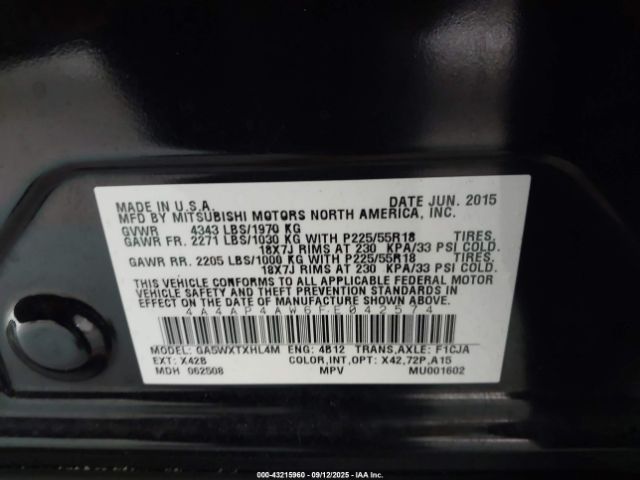 MADE IN U.S.A. DATE JUN. 2015
MFD BY MITSUBISHI MOTORS NORTH AMERICA, INC.
GVWR 4343 LBS/1970 KG
GAWR FR. 2271 LBS/1030 KG WITH P225/55R18 TIRES,
18X7J RIMS AT 230 KPA/33 PSI COLD.
GAWR RR. 2205 LBS/1000 KG WITH P225/55R18 TIRES,
18X7J RIMS AT 230 KPA/33 PSI COLD.
THIS VEHICLE CONFORMS TO ALL APPLICABLE FEDERAL MOTOR
VEHICLE SAFETY AND THEFT PREVENTION STANDARDS IN
EFFECT ON THE DATE OF MANUFACTURE SHOWN ABOVE.
4A4AP4AW6FE042574
MODEL: GA5WXTXHL4M ENG: 4B12 TRANS,AXLE: F1CJA
EXT: X42B COLOR,INT,OPT: X42,72P,A15
MDH 062508 MPV MU001602
000-43215960 - 09/12/2025 - © IAA Inc.